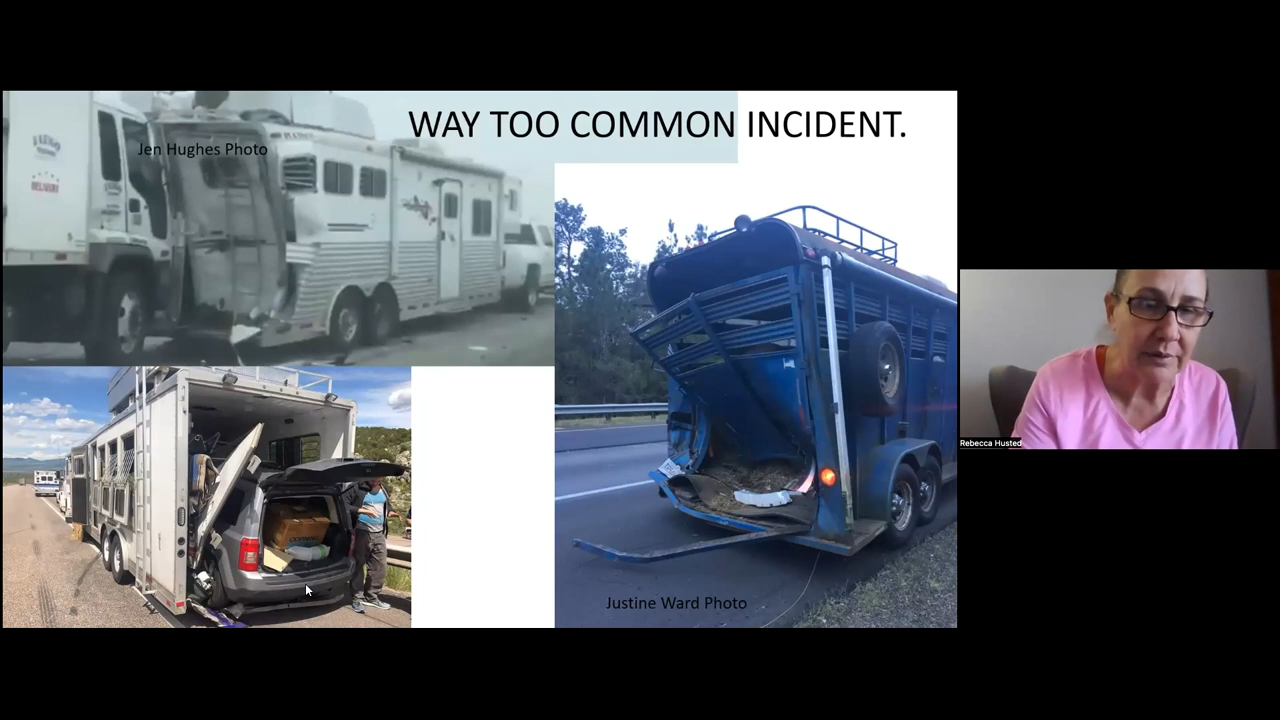 WAY TOO COMMON INCIDENT.
Jen Hughes Photo
Justine Ward Photo
Rebecca Husted